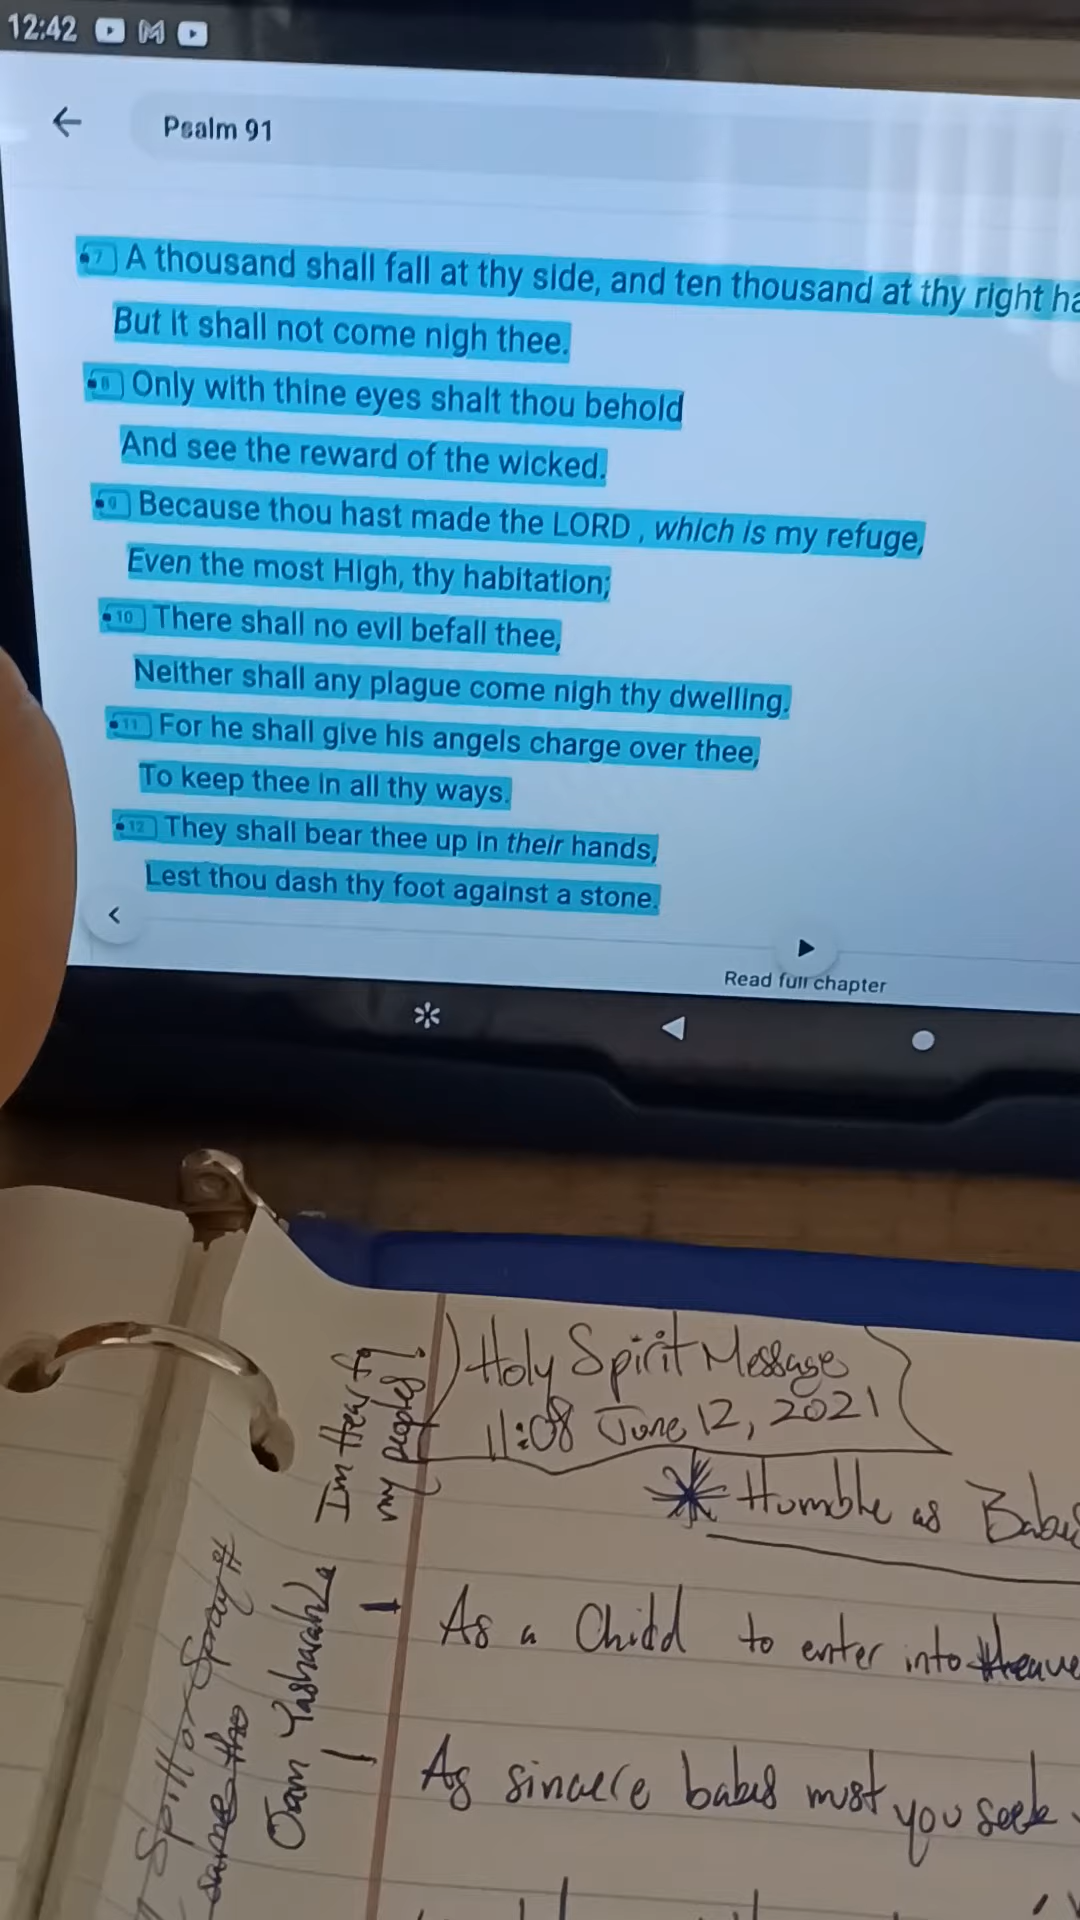 12:42
Psalm 91
7 A thousand shall fall at thy side, and ten thousand at thy right ha
But it shall not come nigh thee.
8 Only with thine eyes shalt thou behold
And see the reward of the wicked.
9 Because thou hast made the LORD , which is my refuge,
Even the most High, thy habitation;
10 There shall no evil befall thee,
Neither shall any plague come nigh thy dwelling.
11 For he shall give his angels charge over thee,
To keep thee in all thy ways.
12 They shall bear thee up in their hands,
Lest thou dash thy foot against a stone.
Read full chapter
Holy Spirit Message
11:08 June, 12, 2021
Humble as Babes
As a Child to enter into Heave
As sincere babes must you seek
my peoples!
same tho